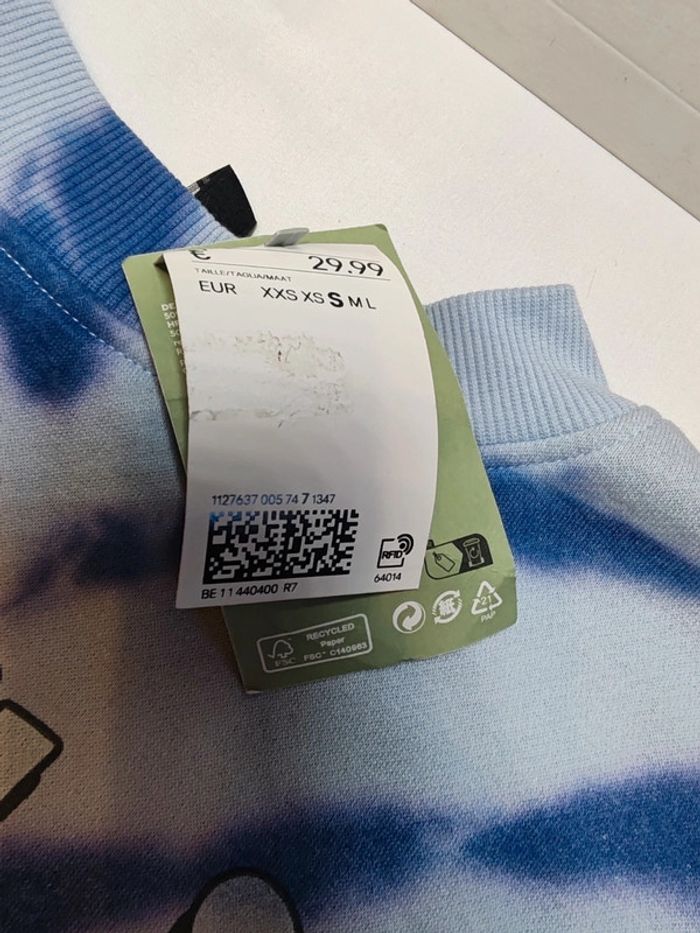 € 29.99
TAILLE/TAGLIA/MAAT
EUR XXS XS S M L
1127637 005 74 7 1347
BE 11 440400 R7
RFID
64014
FSC
RECYCLED
Paper
FSC® C140963
紙
21
PAP